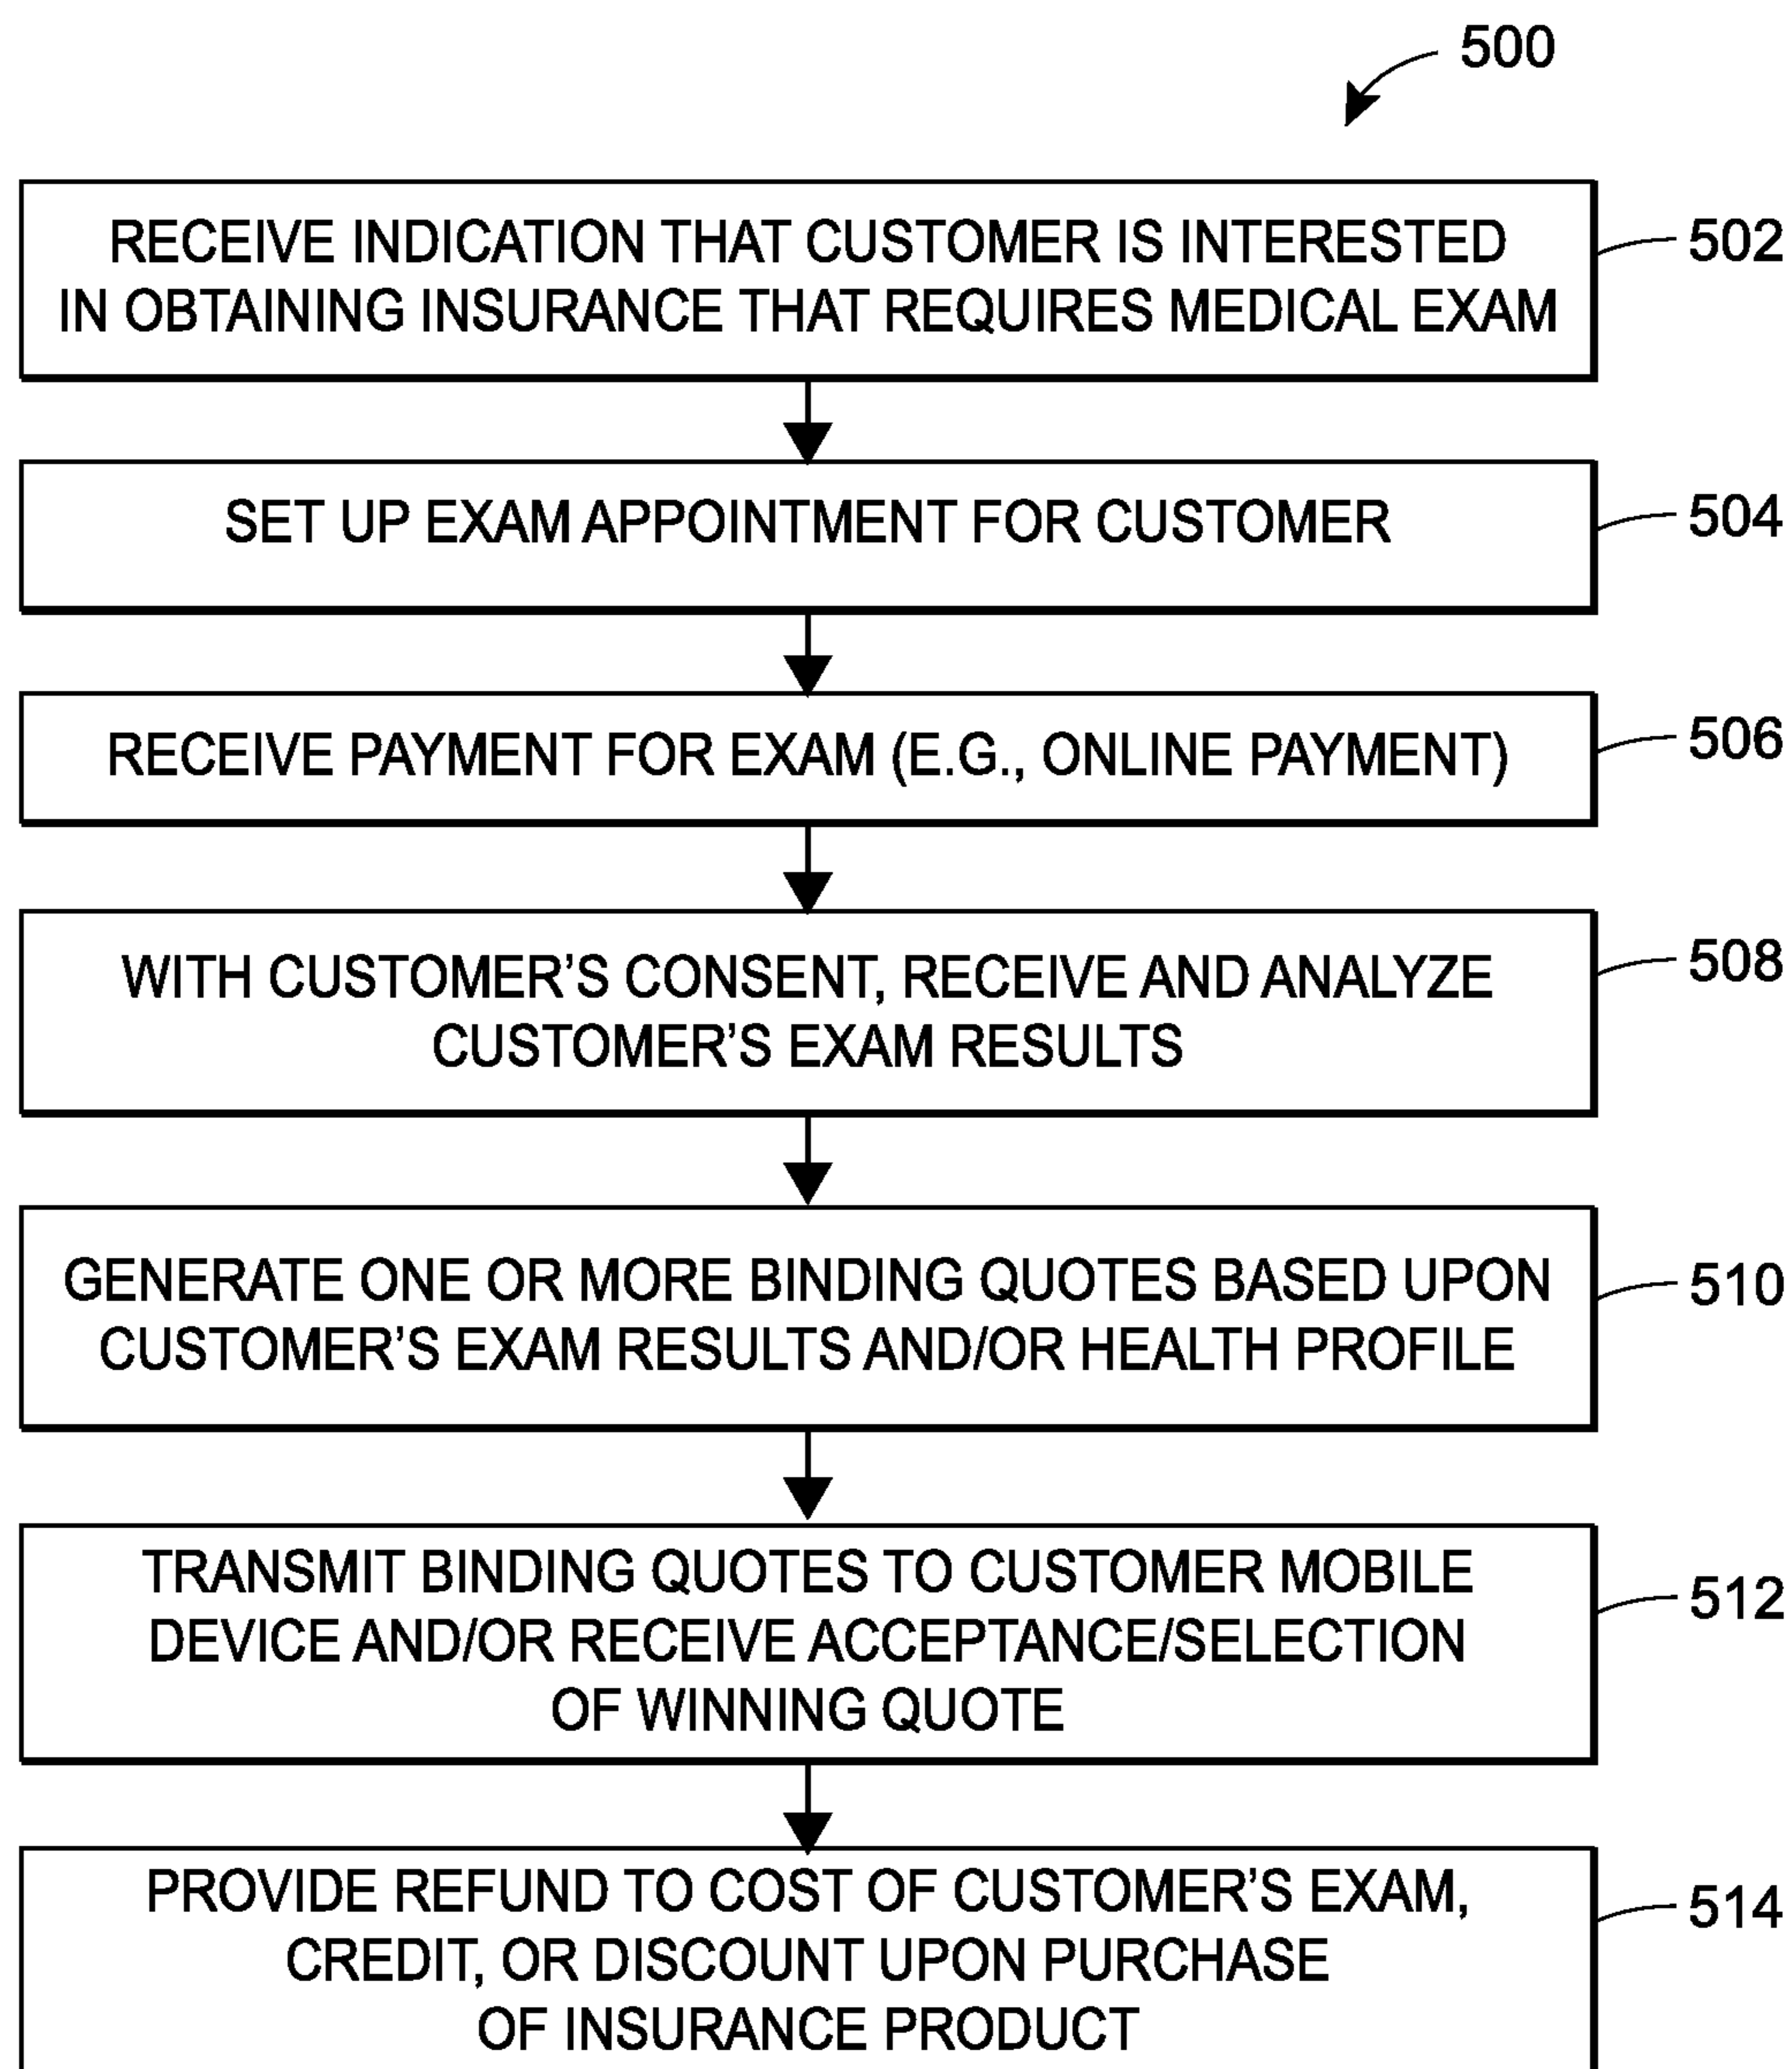 500
RECEIVE INDICATION THAT CUSTOMER IS INTERESTED
IN OBTAINING INSURANCE THAT REQUIRES MEDICAL EXAM
502
SET UP EXAM APPOINTMENT FOR CUSTOMER
504
RECEIVE PAYMENT FOR EXAM (E.G., ONLINE PAYMENT)
506
WITH CUSTOMER'S CONSENT, RECEIVE AND ANALYZE
CUSTOMER'S EXAM RESULTS
508
GENERATE ONE OR MORE BINDING QUOTES BASED UPON
CUSTOMER'S EXAM RESULTS AND/OR HEALTH PROFILE
510
TRANSMIT BINDING QUOTES TO CUSTOMER MOBILE
DEVICE AND/OR RECEIVE ACCEPTANCE/SELECTION
OF WINNING QUOTE
512
PROVIDE REFUND TO COST OF CUSTOMER'S EXAM,
CREDIT, OR DISCOUNT UPON PURCHASE
OF INSURANCE PRODUCT
514